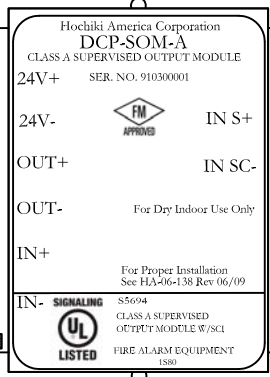 Hochiki America Corporation
DCP-SOM-A
CLASS A SUPERVISED OUTPUT MODULE
24V+
SER. NO. 910300001
24V-
FM
APPROVED
IN S+
OUT+
IN SC-
OUT-
For Dry Indoor Use Only
IN+
For Proper Installation
See HA-06-138 Rev 06/09
IN-
SIGNALING
UL
LISTED
S5694
CLASS A SUPERVISED
OUTPUT MODULE W/SCI
FIRE ALARM EQUIPMENT
1S80